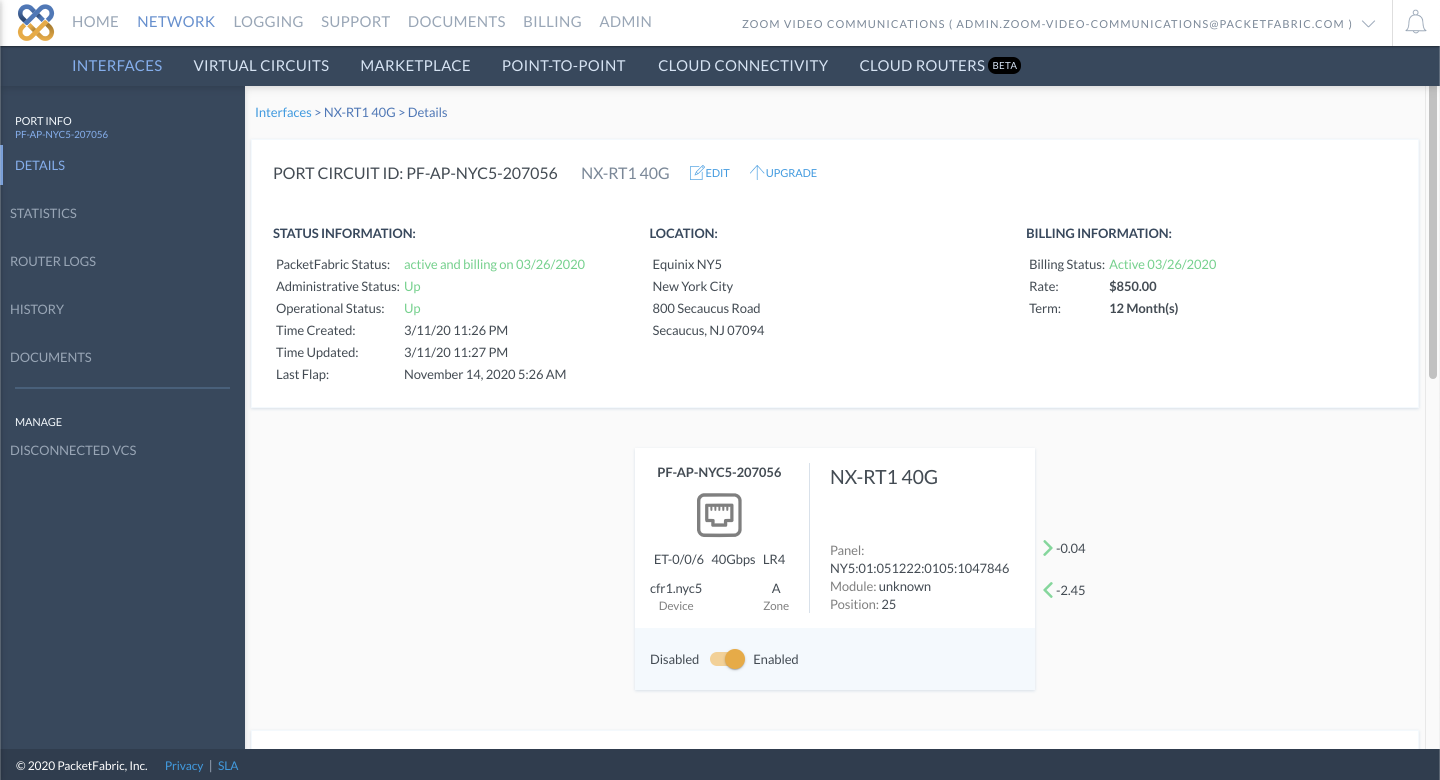 HOME NETWORK LOGGING SUPPORT DOCUMENTS BILLING ADMIN ZOOM VIDEO COMMUNICATIONS ( ADMIN.ZOOM-VIDEO-COMMUNICATIONS@PACKETFABRIC.COM )
INTERFACES VIRTUAL CIRCUITS MARKETPLACE POINT-TO-POINT CLOUD CONNECTIVITY CLOUD ROUTERS BETA
PORT INFO
PF-AP-NYC5-207056
DETAILS
STATISTICS
ROUTER LOGS
HISTORY
DOCUMENTS
MANAGE
DISCONNECTED VCS
Interfaces > NX-RT1 40G > Details
PORT CIRCUIT ID: PF-AP-NYC5-207056 NX-RT1 40G EDIT UPGRADE
STATUS INFORMATION:
PacketFabric Status: active and billing on 03/26/2020
Administrative Status: Up
Operational Status: Up
Time Created: 3/11/20 11:26 PM
Time Updated: 3/11/20 11:27 PM
Last Flap: November 14, 2020 5:26 AM
LOCATION:
Equinix NY5
New York City
800 Secaucus Road
Secaucus, NJ 07094
BILLING INFORMATION:
Billing Status: Active 03/26/2020
Rate: $850.00
Term: 12 Month(s)
PF-AP-NYC5-207056
ET-0/0/6 40Gbps LR4
cfr1.nyc5 A
Device Zone
NX-RT1 40G
Panel:
NY5:01:051222:0105:1047846
Module: unknown
Position: 25
-0.04
-2.45
Disabled Enabled
© 2020 PacketFabric, Inc. Privacy | SLA